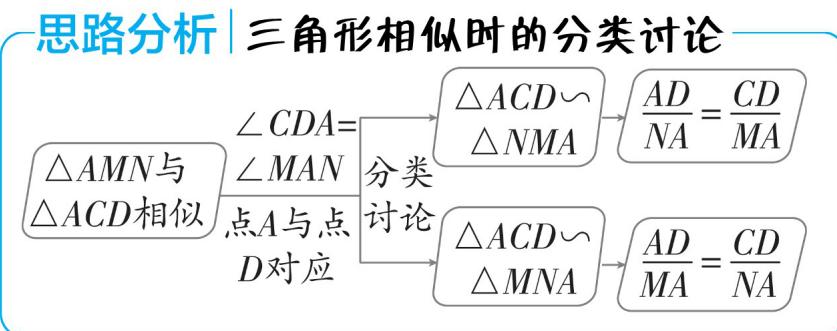 思路分析 三角形相似时的分类讨论
△AMN与
△ACD相似
∠CDA=
∠MAN
点A与点
D对应
分类
讨论
△ACD∽
△NMA
AD/NA = CD/MA
△ACD∽
△MNA
AD/MA = CD/NA